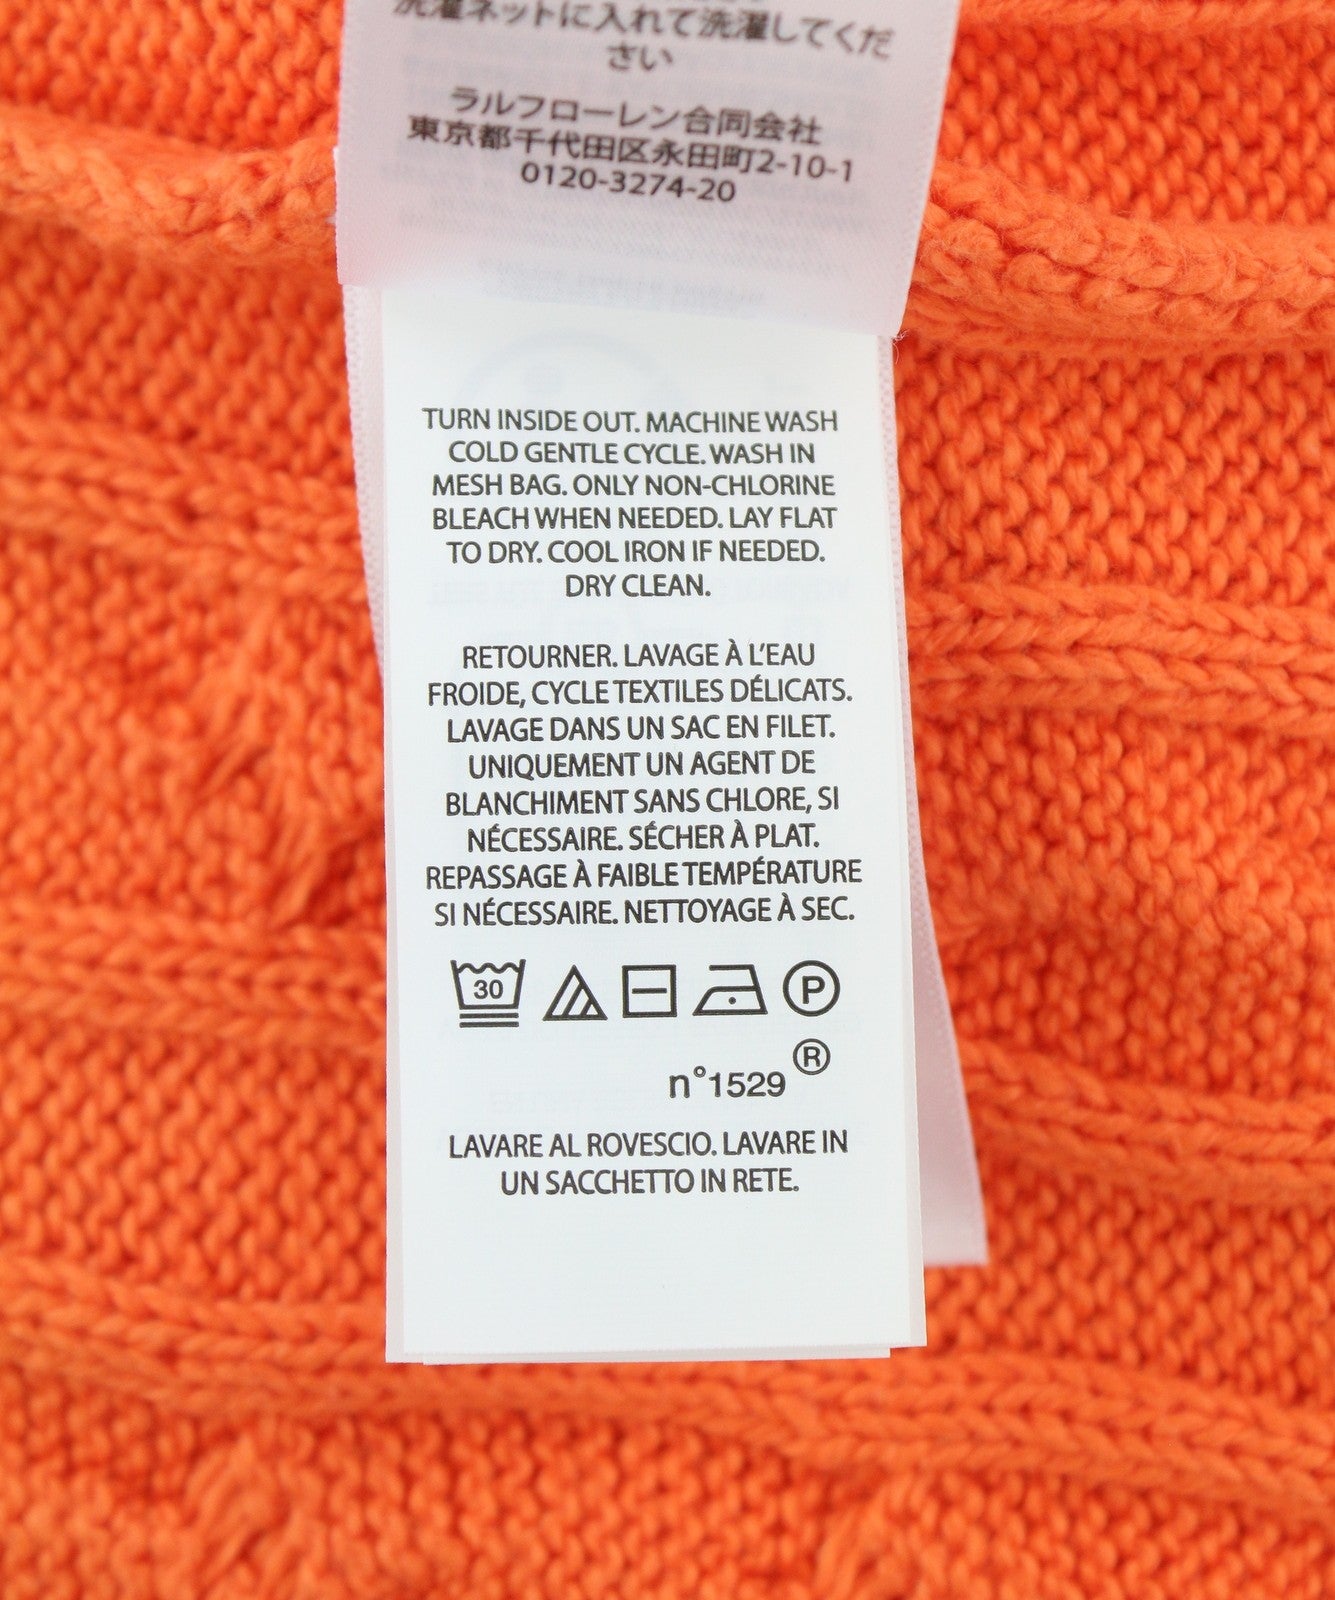 洗濯ネットに入れて洗濯してくだ
さい
ラルフローレン合同会社
東京都千代田区永田町2-10-1
0120-3274-20
TURN INSIDE OUT. MACHINE WASH
COLD GENTLE CYCLE. WASH IN
MESH BAG. ONLY NON-CHLORINE
BLEACH WHEN NEEDED. LAY FLAT
TO DRY. COOL IRON IF NEEDED.
DRY CLEAN.
RETOURNER. LAVAGE À L'EAU
FROIDE, CYCLE TEXTILES DÉLICATS.
LAVAGE DANS UN SAC EN FILET.
UNIQUEMENT UN AGENT DE
BLANCHIMENT SANS CHLORE, SI
NÉCESSAIRE. SÉCHER À PLAT.
REPASSAGE À FAIBLE TEMPÉRATURE
SI NÉCESSAIRE. NETTOYAGE À SEC.
30 P
n°1529 ®
LAVARE AL ROVESCIO. LAVARE IN
UN SACCHETTO IN RETE.